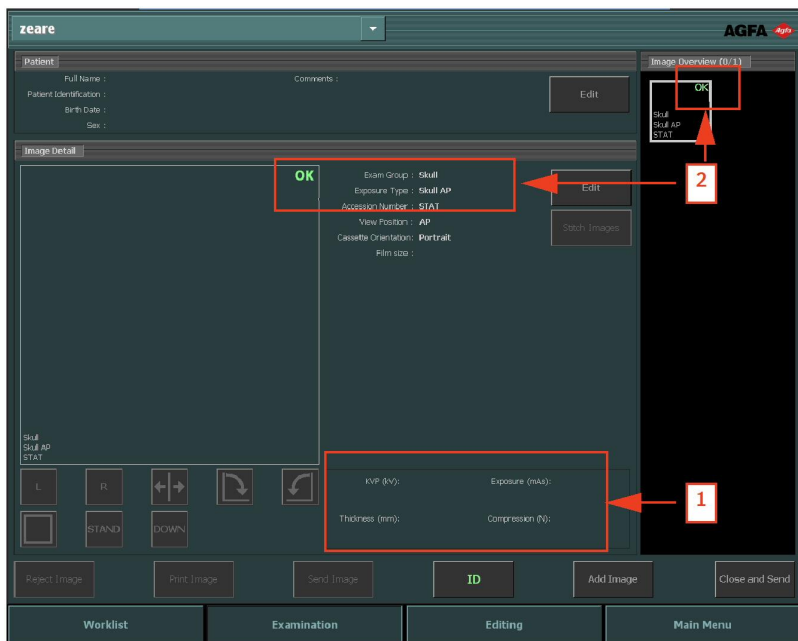 zeare
AGFA Agfa
Patient
Full Name :
Comments :
Patient Identification :
Birth Date :
Sex :
Edit
Image Overview (0/1)
OK
Skull
Skull AP
STAT
2
Image Detail
OK
Exam Group : Skull
Exposure Type : Skull AP
Accession Number : STAT
View Position : AP
Cassette Orientation: Portrait
Film size :
Edit
Stitch Images
Skull
Skull AP
STAT
L
R
STAND
DOWN
KVP (kV):
Exposure (mAs):
Thickness (mm):
Compression (N):
1
Reject Image
Print Image
Send Image
ID
Add Image
Close and Send
Worklist
Examination
Editing
Main Menu